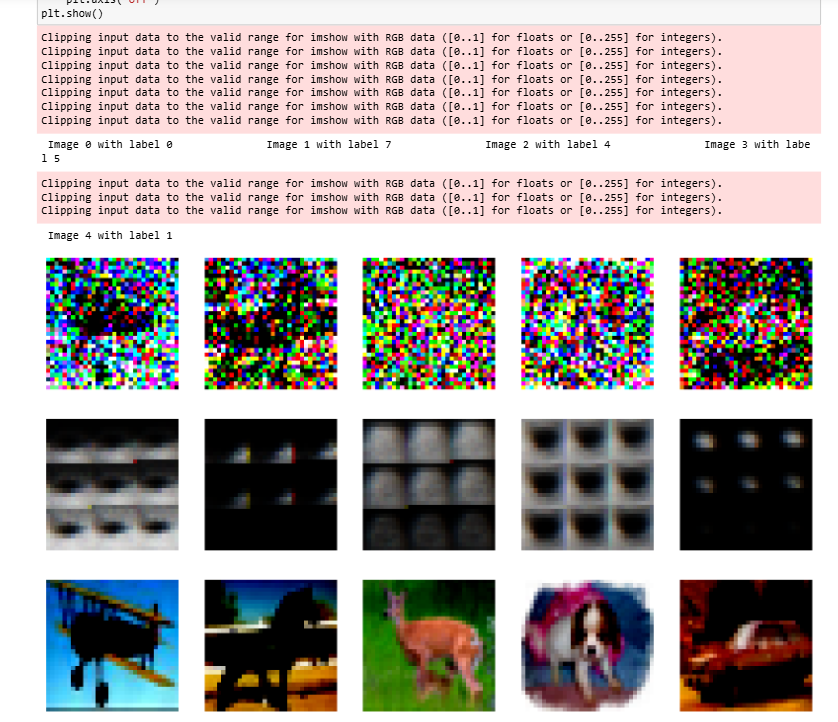 plt.axis('off')
plt.show()
Clipping input data to the valid range for imshow with RGB data ([0..1] for floats or [0..255] for integers).
Clipping input data to the valid range for imshow with RGB data ([0..1] for floats or [0..255] for integers).
Clipping input data to the valid range for imshow with RGB data ([0..1] for floats or [0..255] for integers).
Clipping input data to the valid range for imshow with RGB data ([0..1] for floats or [0..255] for integers).
Clipping input data to the valid range for imshow with RGB data ([0..1] for floats or [0..255] for integers).
Clipping input data to the valid range for imshow with RGB data ([0..1] for floats or [0..255] for integers).
Clipping input data to the valid range for imshow with RGB data ([0..1] for floats or [0..255] for integers).
Image 0 with label 0 Image 1 with label 7 Image 2 with label 4 Image 3 with labe
l 5
Clipping input data to the valid range for imshow with RGB data ([0..1] for floats or [0..255] for integers).
Clipping input data to the valid range for imshow with RGB data ([0..1] for floats or [0..255] for integers).
Clipping input data to the valid range for imshow with RGB data ([0..1] for floats or [0..255] for integers).
Image 4 with label 1